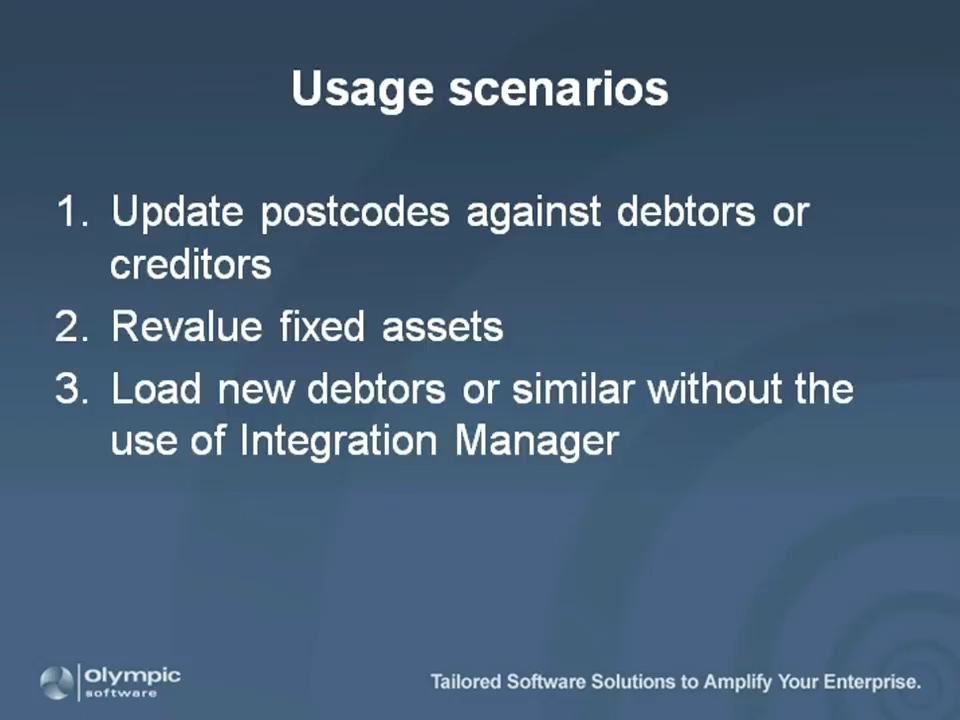 Usage scenarios
1. Update postcodes against debtors or
creditors
2. Revalue fixed assets
3. Load new debtors or similar without the
use of Integration Manager
Olympic
software
Tailored Software Solutions to Amplify Your Enterprise.